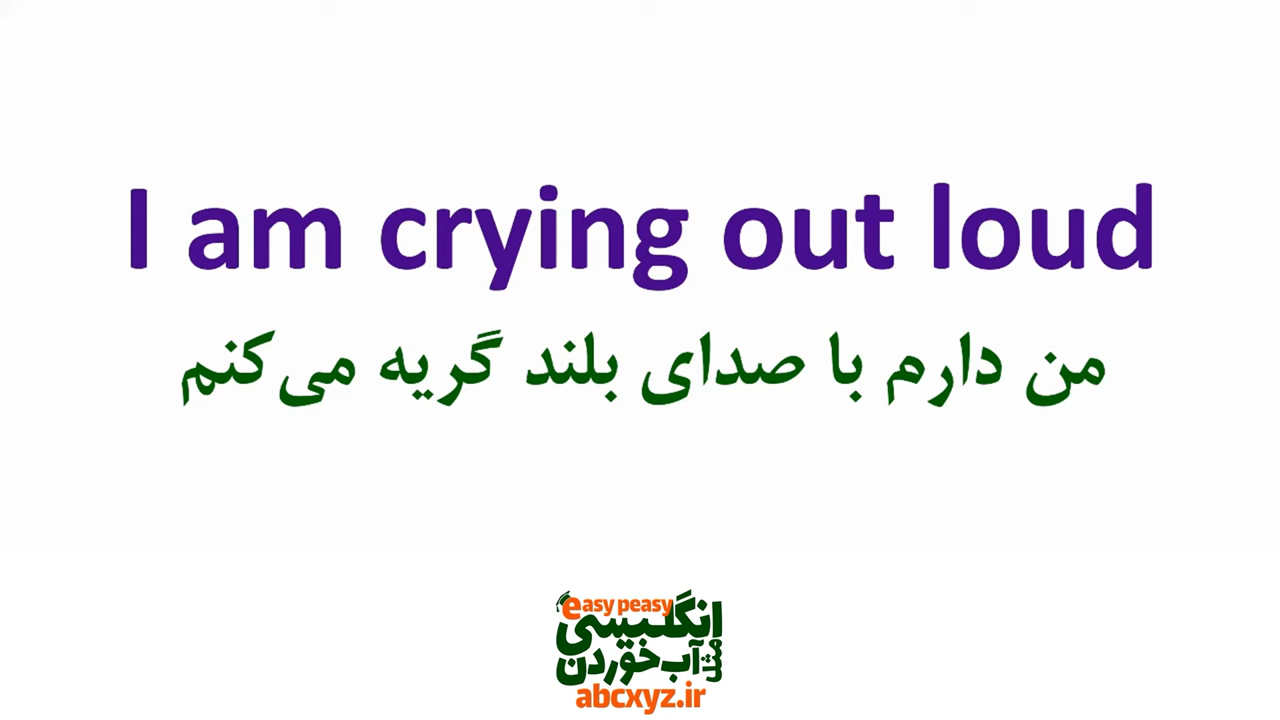 I am crying out loud
من دارم با صدای بلند گریه می‌کنم
easy peasy
انگلیسی
مثل آب خوردن
abcxyz.ir